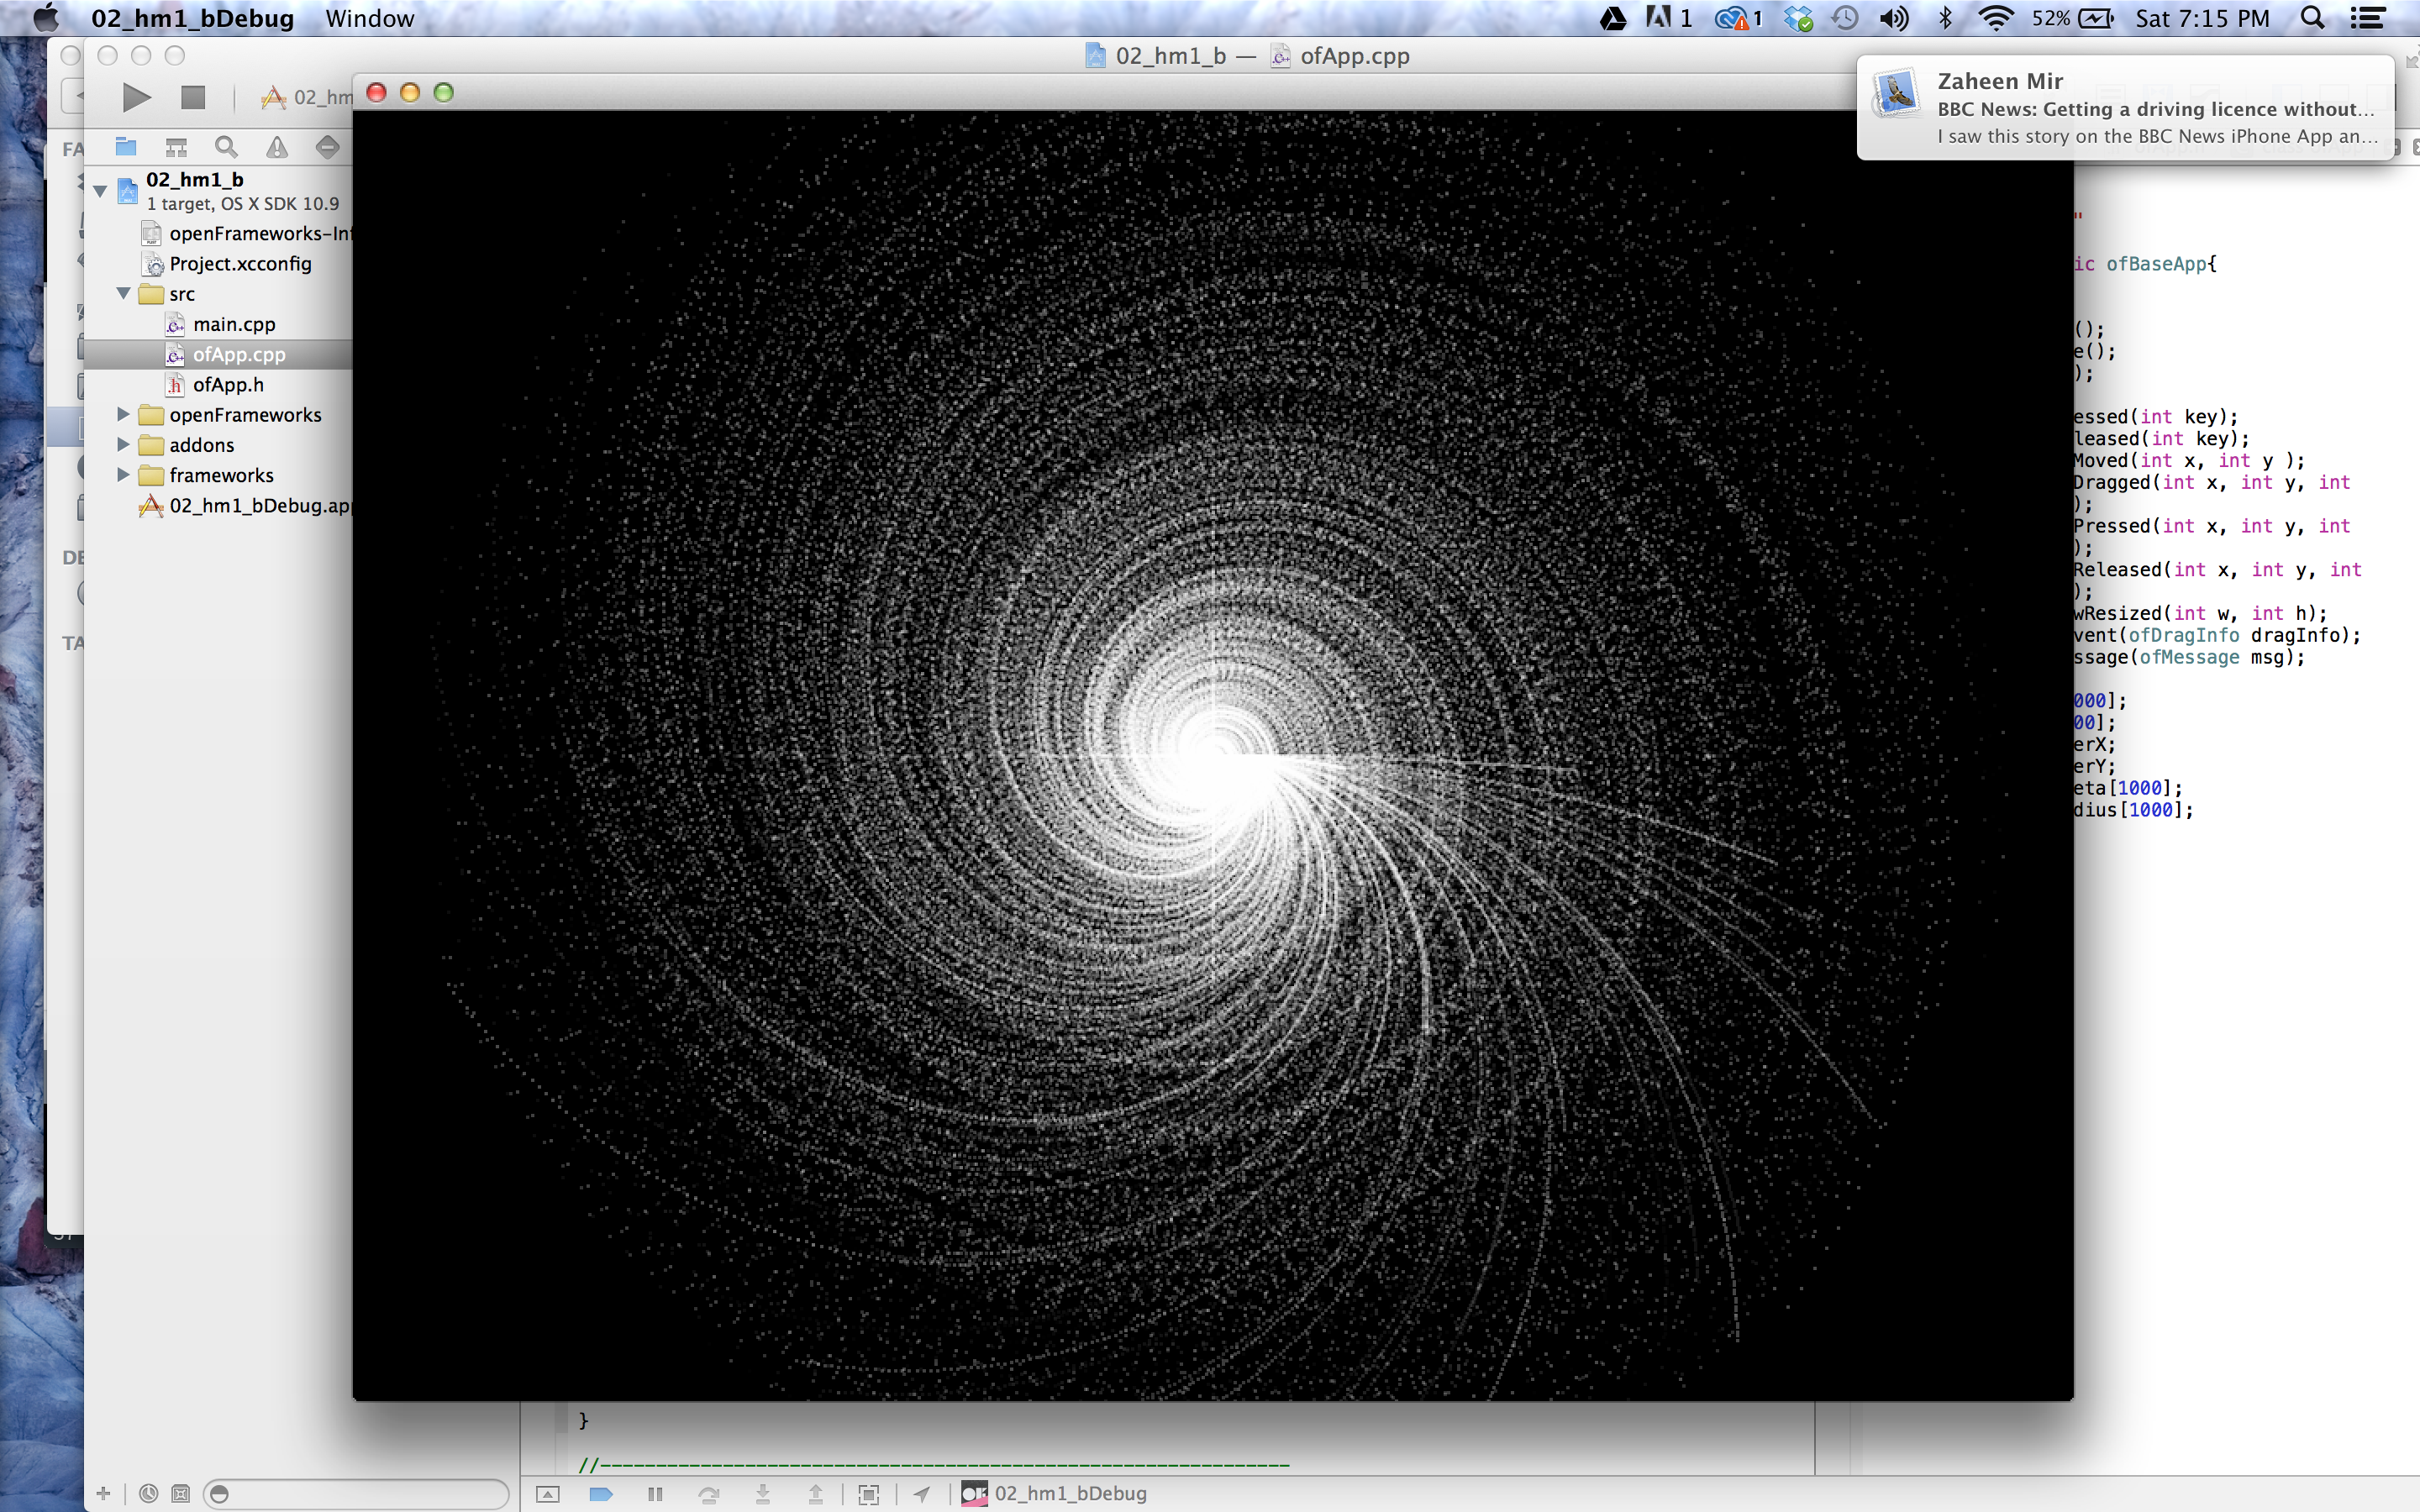 02_hm1_bDebug Window
1 1 52% Sat 7:15 PM
02_hm1_b — ofApp.cpp
Zaheen Mir
BBC News: Getting a driving licence without...
I saw this story on the BBC News iPhone App an...
02_hm
FA
02_hm1_b
1 target, OS X SDK 10.9
openFrameworks-Inf
Project.xcconfig
src
main.cpp
ofApp.cpp
ofApp.h
openFrameworks
addons
frameworks
02_hm1_bDebug.app
DE
TA
"
ic ofBaseApp{
();
e();
);
essed(int key);
leased(int key);
Moved(int x, int y );
Dragged(int x, int y, int
);
Pressed(int x, int y, int
);
Released(int x, int y, int
);
wResized(int w, int h);
vent(ofDragInfo dragInfo);
ssage(ofMessage msg);
000];
00];
erX;
erY;
eta[1000];
dius[1000];
}
//--------------------------------------------------------------
02_hm1_bDebug